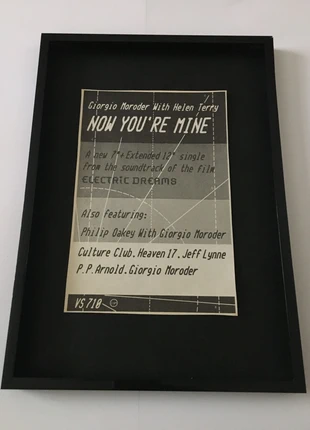 Giorgio Moroder With Helen Terry
NOW YOU'RE MINE
A new 7"+ Extended 12" single
from the soundtrack of the film
ELECTRIC DREAMS
Also featuring:
Philip Oakey With Giorgio Moroder
Culture Club. Heaven 17. Jeff Lynne
P.P. Arnold. Giorgio Moroder
VS 710